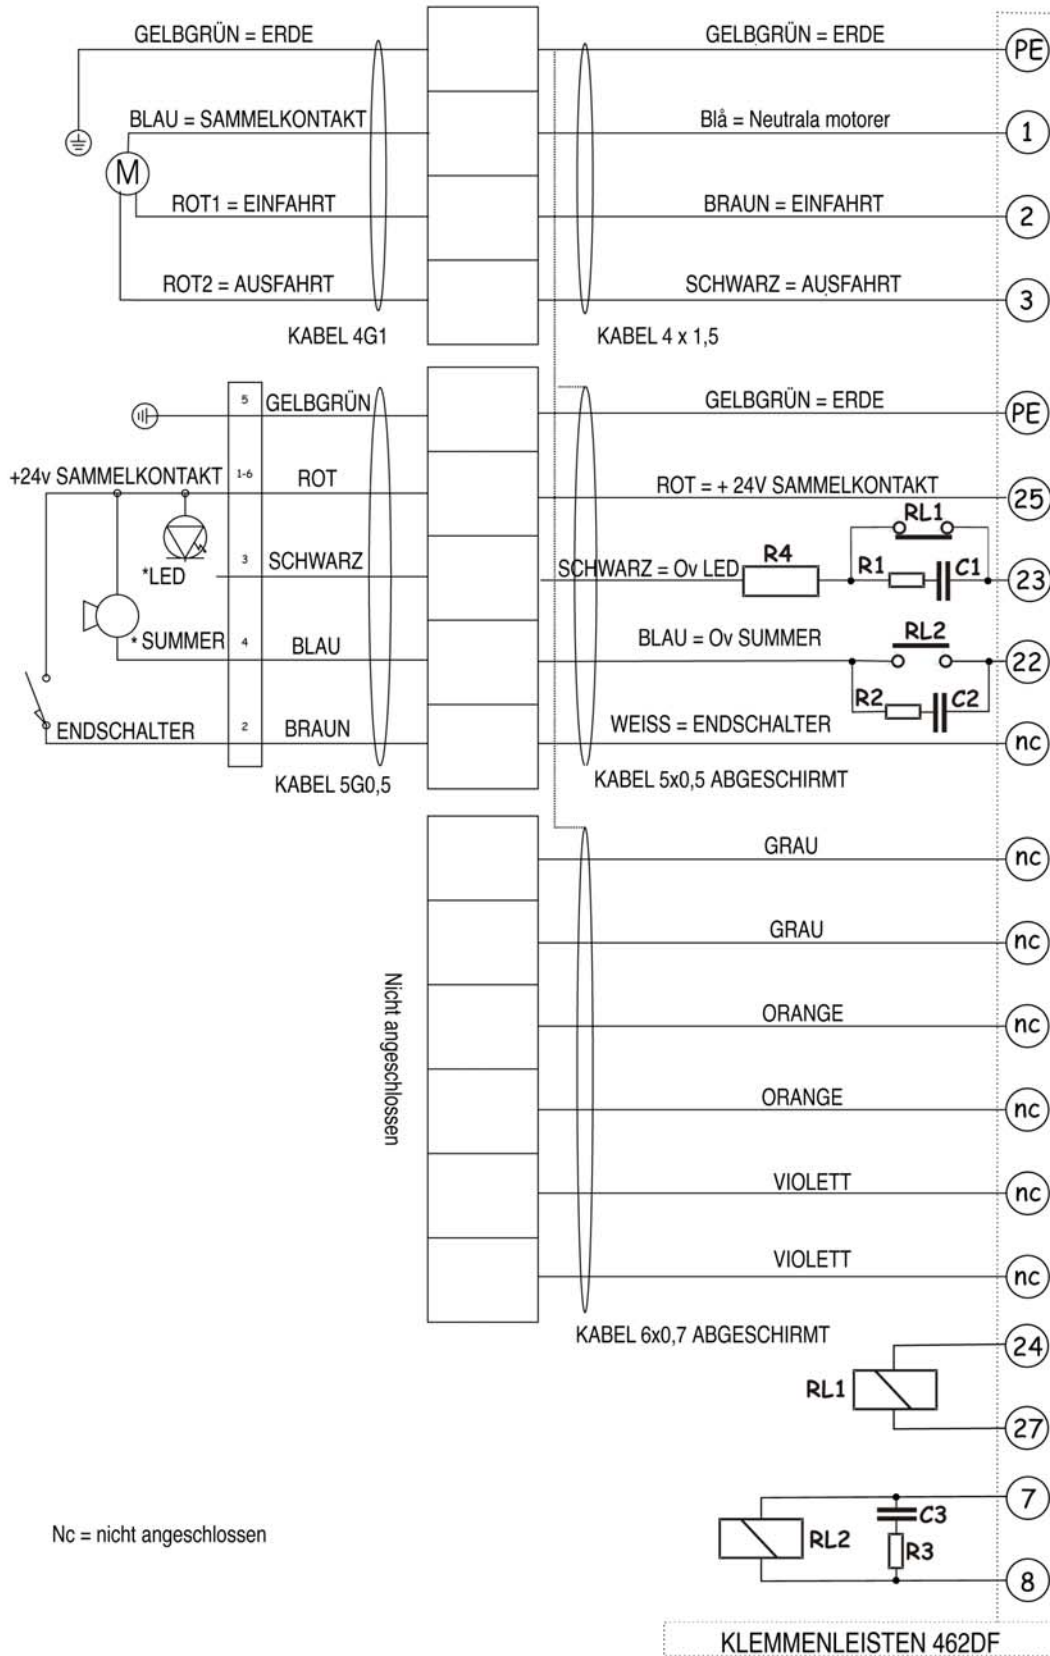 GELBGRÜN = ERDE
GELBGRÜN = ERDE
PE
BLAU = SAMMELKONTAKT
Blå = Neutrala motorer
1
M
ROT1 = EINFAHRT
BRAUN = EINFAHRT
2
ROT2 = AUSFAHRT
SCHWARZ = AUSFAHRT
3
KABEL 4G1
KABEL 4 x 1,5
5
GELBGRÜN
GELBGRÜN = ERDE
PE
+24v SAMMELKONTAKT
1-6
ROT
ROT = + 24V SAMMELKONTAKT
25
RL1
3
SCHWARZ
SCHWARZ = Ov LED
R4
R1
C1
23
*LED
* SUMMER
4
BLAU
BLAU = Ov SUMMER
RL2
22
R2
C2
ENDSCHALTER
2
BRAUN
WEISS = ENDSCHALTER
nc
KABEL 5G0,5
KABEL 5x0,5 ABGESCHIRMT
GRAU
nc
GRAU
nc
Nicht angeschlossen
ORANGE
nc
ORANGE
nc
VIOLETT
nc
VIOLETT
nc
KABEL 6x0,7 ABGESCHIRMT
24
RL1
27
7
C3
Nc = nicht angeschlossen
RL2
R3
8
KLEMMENLEISTEN 462DF